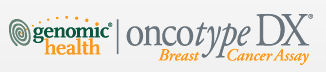 genomic®
health
oncotype DX®
Breast Cancer Assay